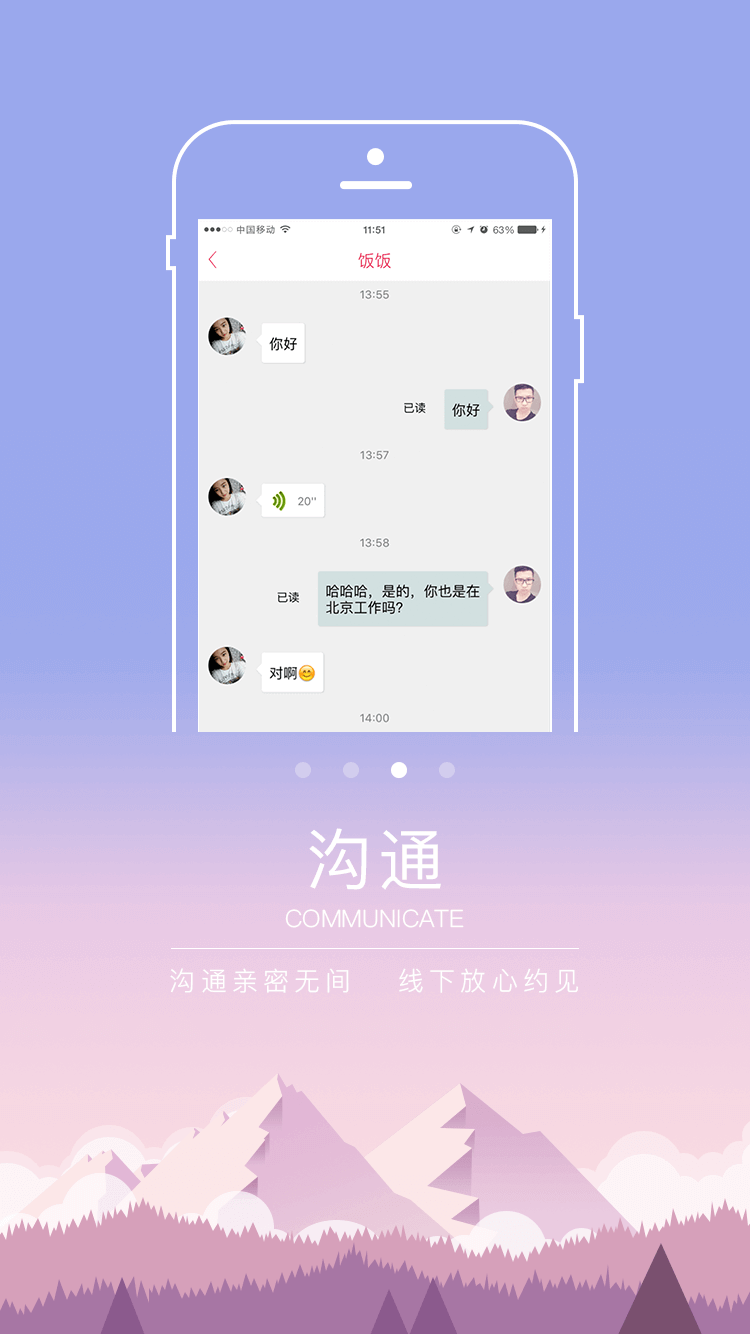 中国移动 11:51 63%
饭饭
13:55
你好
已读 你好
13:57
20''
13:58
已读 哈哈哈，是的，你也是在
北京工作吗?
对啊😊
14:00
沟通
COMMUNICATE
沟通亲密无间 线下放心约见